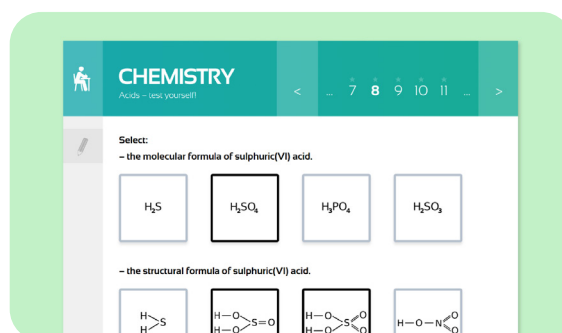 CHEMISTRY
Acids – test yourself!
< ... 7 8 9 10 11 ... >
Select:
– the molecular formula of sulphuric(VI) acid.
H₂S H₂SO₄ H₃PO₄ H₂SO₃
– the structural formula of sulphuric(VI) acid.
H H—O H—O O
S S=O S O H—O—N O
H H—O H—O O O